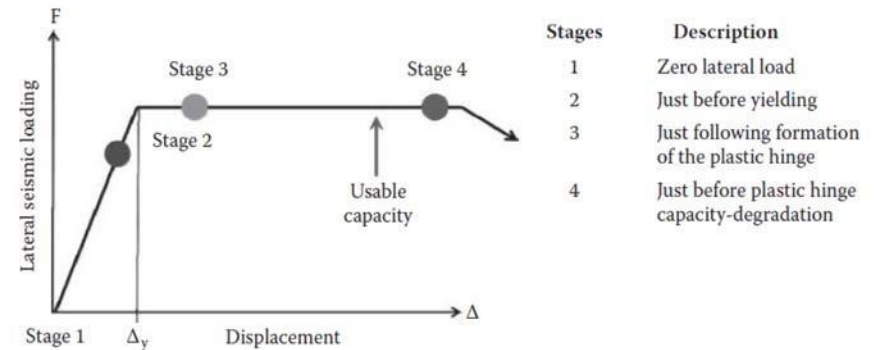 F
Lateral seismic loading
Stage 3
Stage 4
Stage 2
Usable
capacity
Δ
Stage 1
Δy
Displacement
Stages Description
1 Zero lateral load
2 Just before yielding
3 Just following formation
of the plastic hinge
4 Just before plastic hinge
capacity-degradation